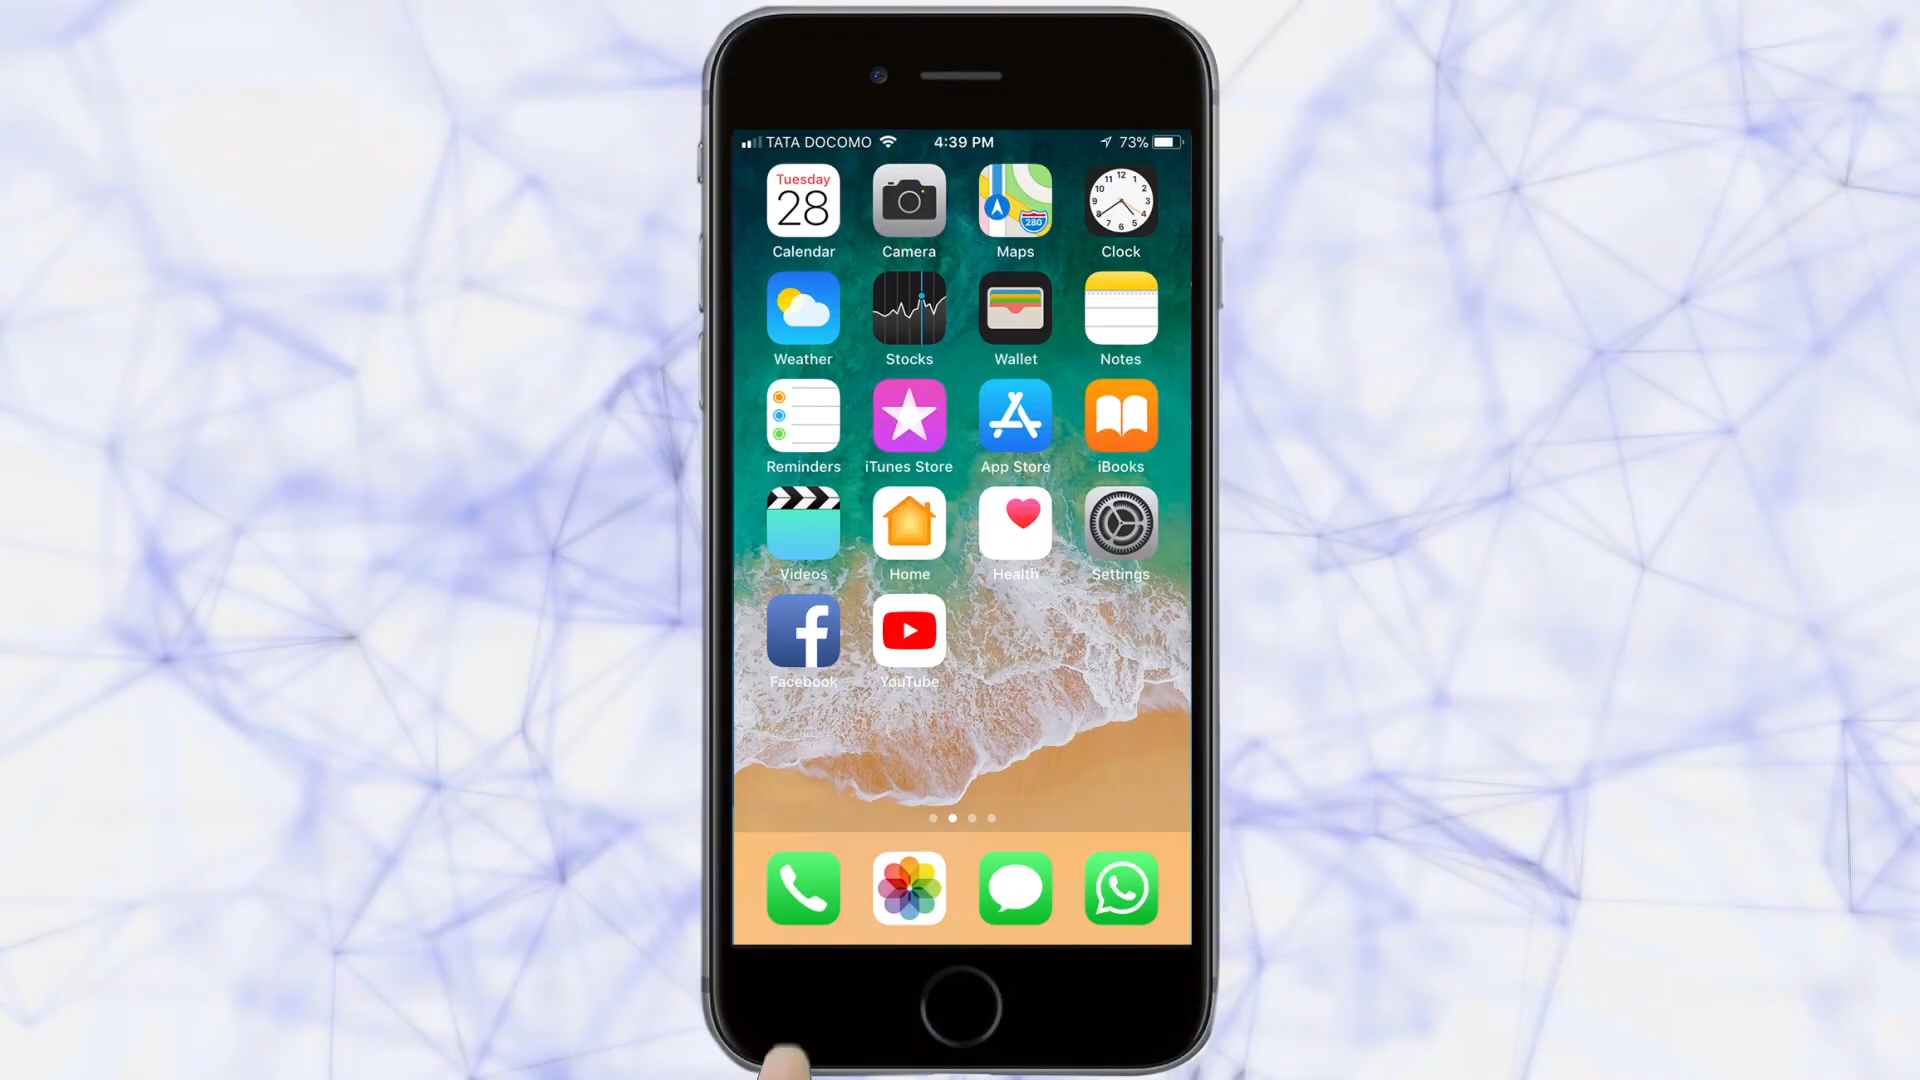 TATA DOCOMO 4:39 PM 73%
Tuesday
28
280
Calendar Camera Maps Clock
Weather Stocks Wallet Notes
Reminders iTunes Store App Store iBooks
Videos Home Health Settings
Facebook YouTube